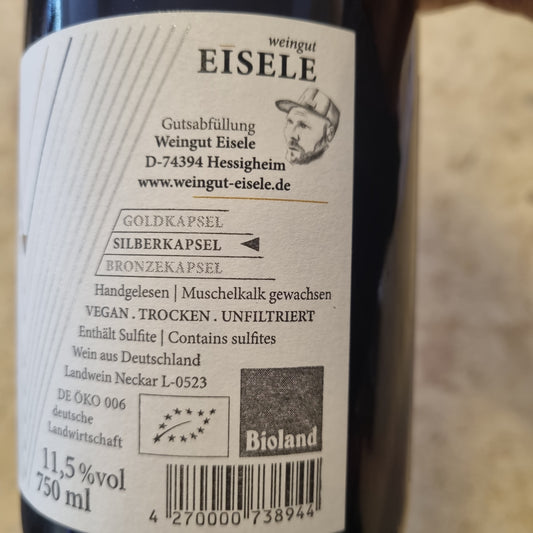 weingut
EISELE
Gutsabfüllung
Weingut Eisele
D-74394 Hessigheim
www.weingut-eisele.de
GOLDKAPSEL
SILBERKAPSEL
BRONZEKAPSEL
Handgelesen | Muschelkalk gewachsen
VEGAN . TROCKEN . UNFILTRIERT
Enthält Sulfite | Contains sulfites
Wein aus Deutschland
Landwein Neckar L-0523
DE ÖKO 006
deutsche
Landwirtschaft
Bioland
11,5 %vol
750 ml
4 270000 738944